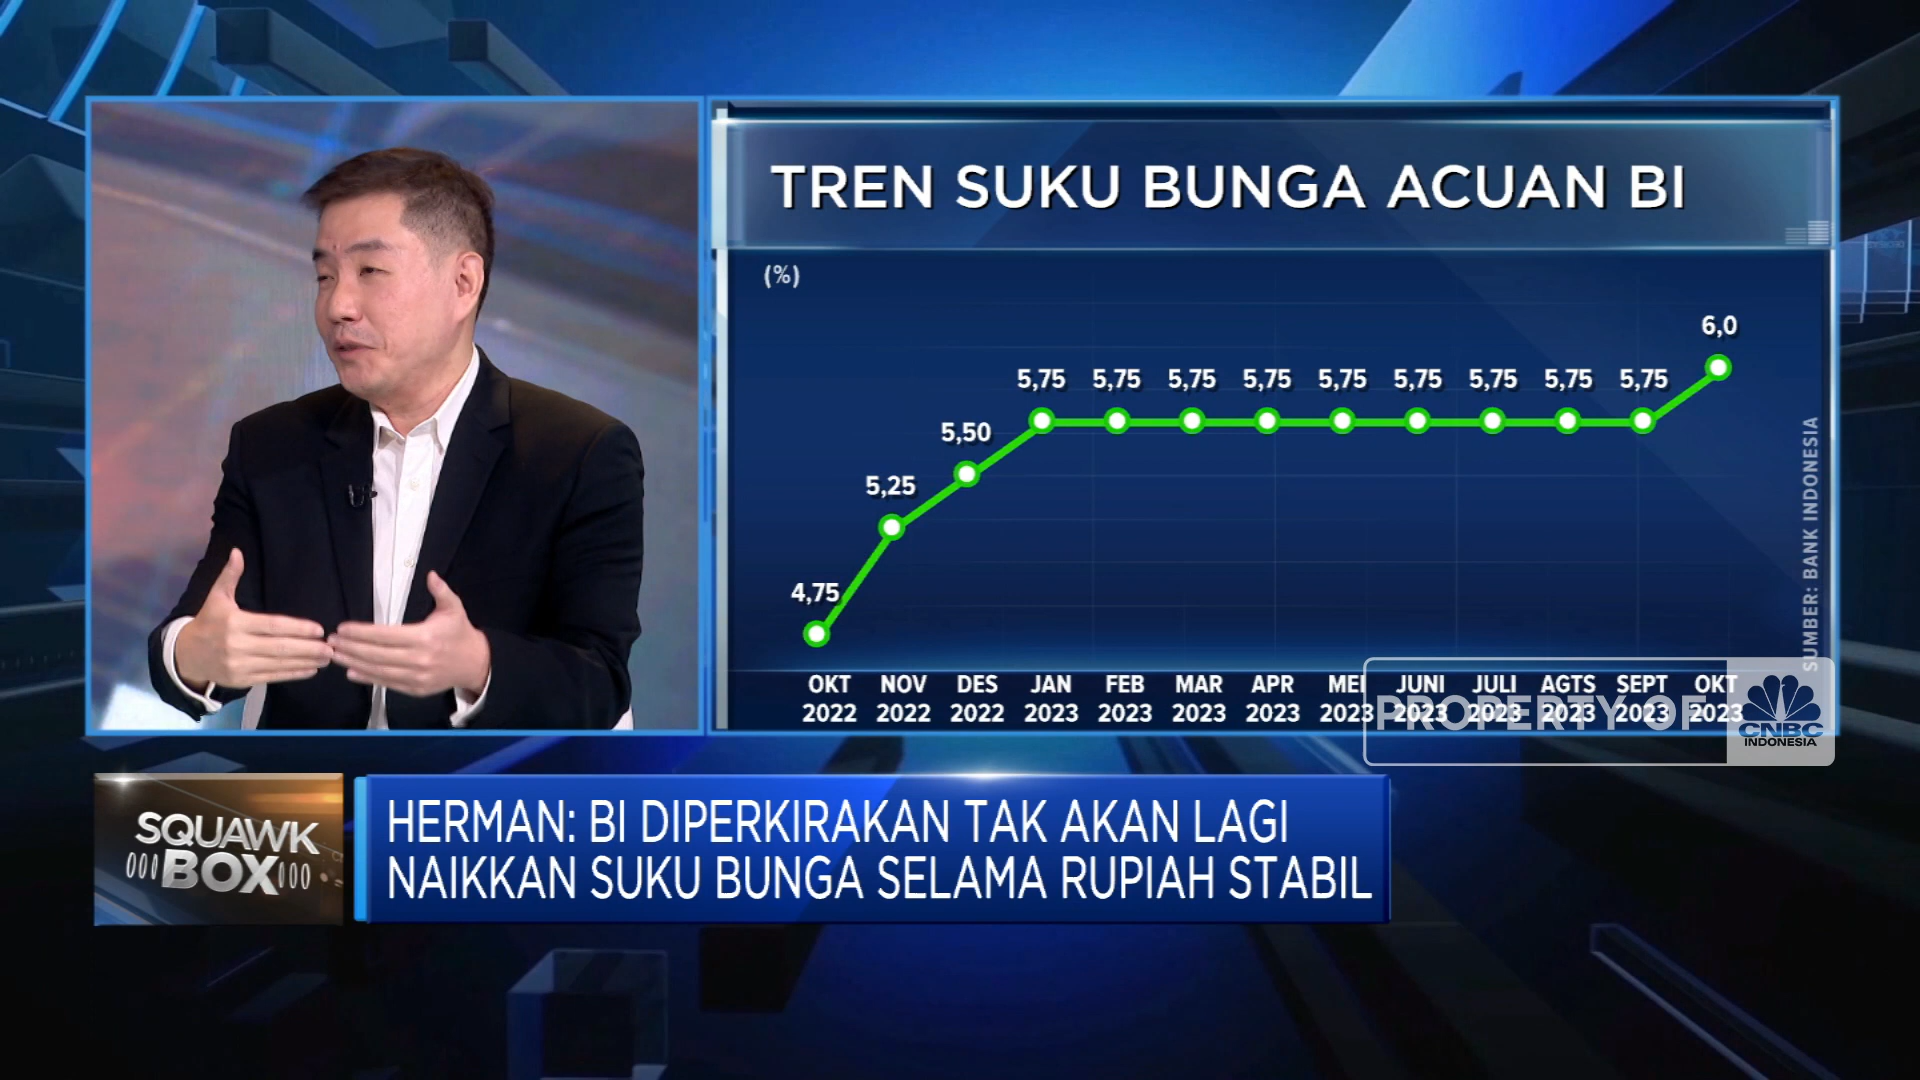 TREN SUKU BUNGA ACUAN BI
(%)
4,75
5,25
5,50
5,75
5,75
5,75
5,75
5,75
5,75
5,75
5,75
5,75
6,0
OKT 2022
NOV 2022
DES 2022
JAN 2023
FEB 2023
MAR 2023
APR 2023
MEI 2023
JUNI 2023
JULI 2023
AGTS 2023
SEPT 2023
OKT 2023
SUMBER: BANK INDONESIA
PROPERTY OF
CNBC
INDONESIA
SQUAWK
BOX
HERMAN: BI DIPERKIRAKAN TAK AKAN LAGI
NAIKKAN SUKU BUNGA SELAMA RUPIAH STABIL